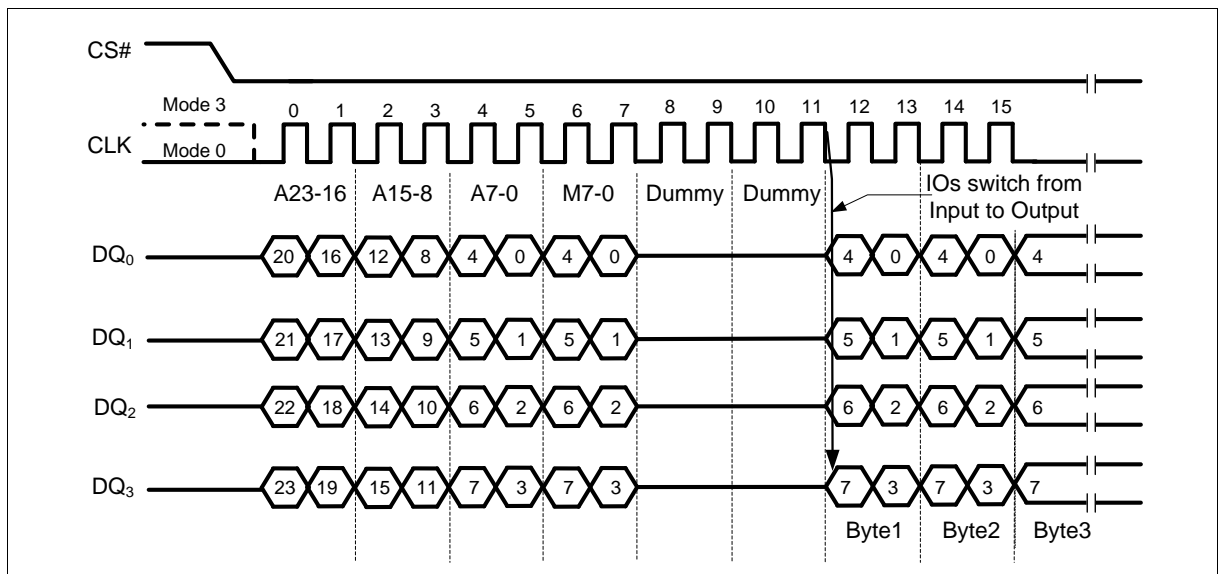 CS#
Mode 3
0 1 2 3 4 5 6 7 8 9 10 11 12 13 14 15
CLK
Mode 0
A23-16 A15-8 A7-0 M7-0 Dummy Dummy
IOs switch from
Input to Output
DQ0 20 16 12 8 4 0 4 0 4 0 4 0 4
DQ1 21 17 13 9 5 1 5 1 5 1 5 1 5
DQ2 22 18 14 10 6 2 6 2 6 2 6 2 6
DQ3 23 19 15 11 7 3 7 3 7 3 7 3 7
Byte1 Byte2 Byte3